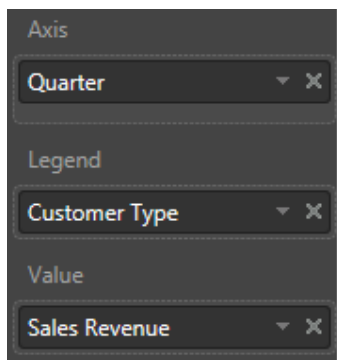 Axis
Quarter
Legend
Customer Type
Value
Sales Revenue